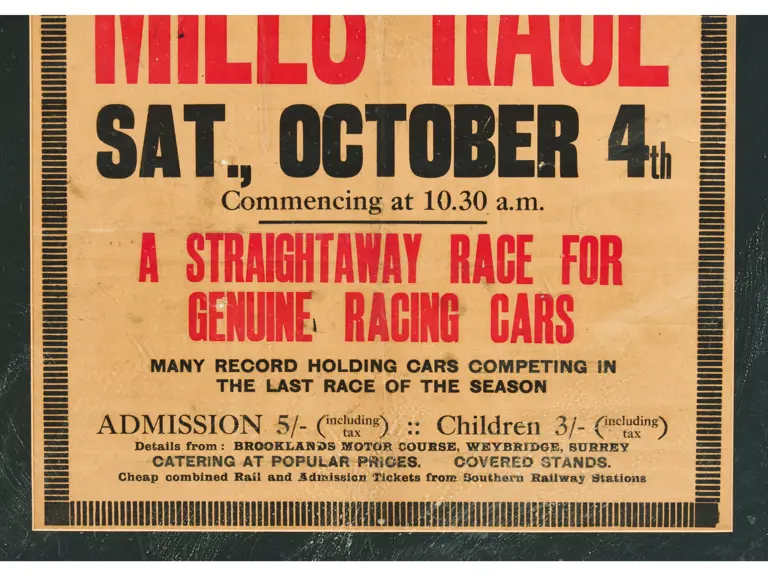 MILES RACE
SAT., OCTOBER 4th
Commencing at 10.30 a.m.
A STRAIGHTAWAY RACE FOR
GENUINE RACING CARS
MANY RECORD HOLDING CARS COMPETING IN
THE LAST RACE OF THE SEASON
ADMISSION 5/- (including tax) :: Children 3/- (including tax)
Details from : BROOKLANDS MOTOR COURSE, WEYBRIDGE, SURREY
CATERING AT POPULAR PRICES. COVERED STANDS.
Cheap combined Rail and Admission Tickets from Southern Railway Stations